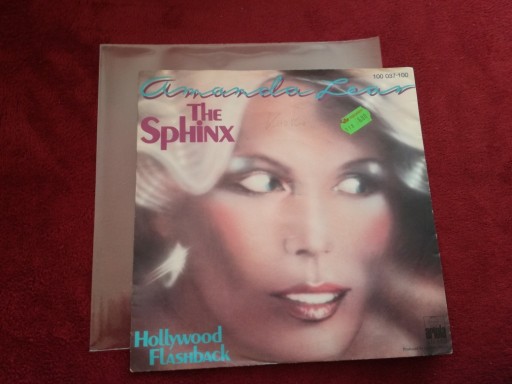 Amanda Lear
100 037-100
THE
SPHINX
Hollywood
FLASHBACK
ariola